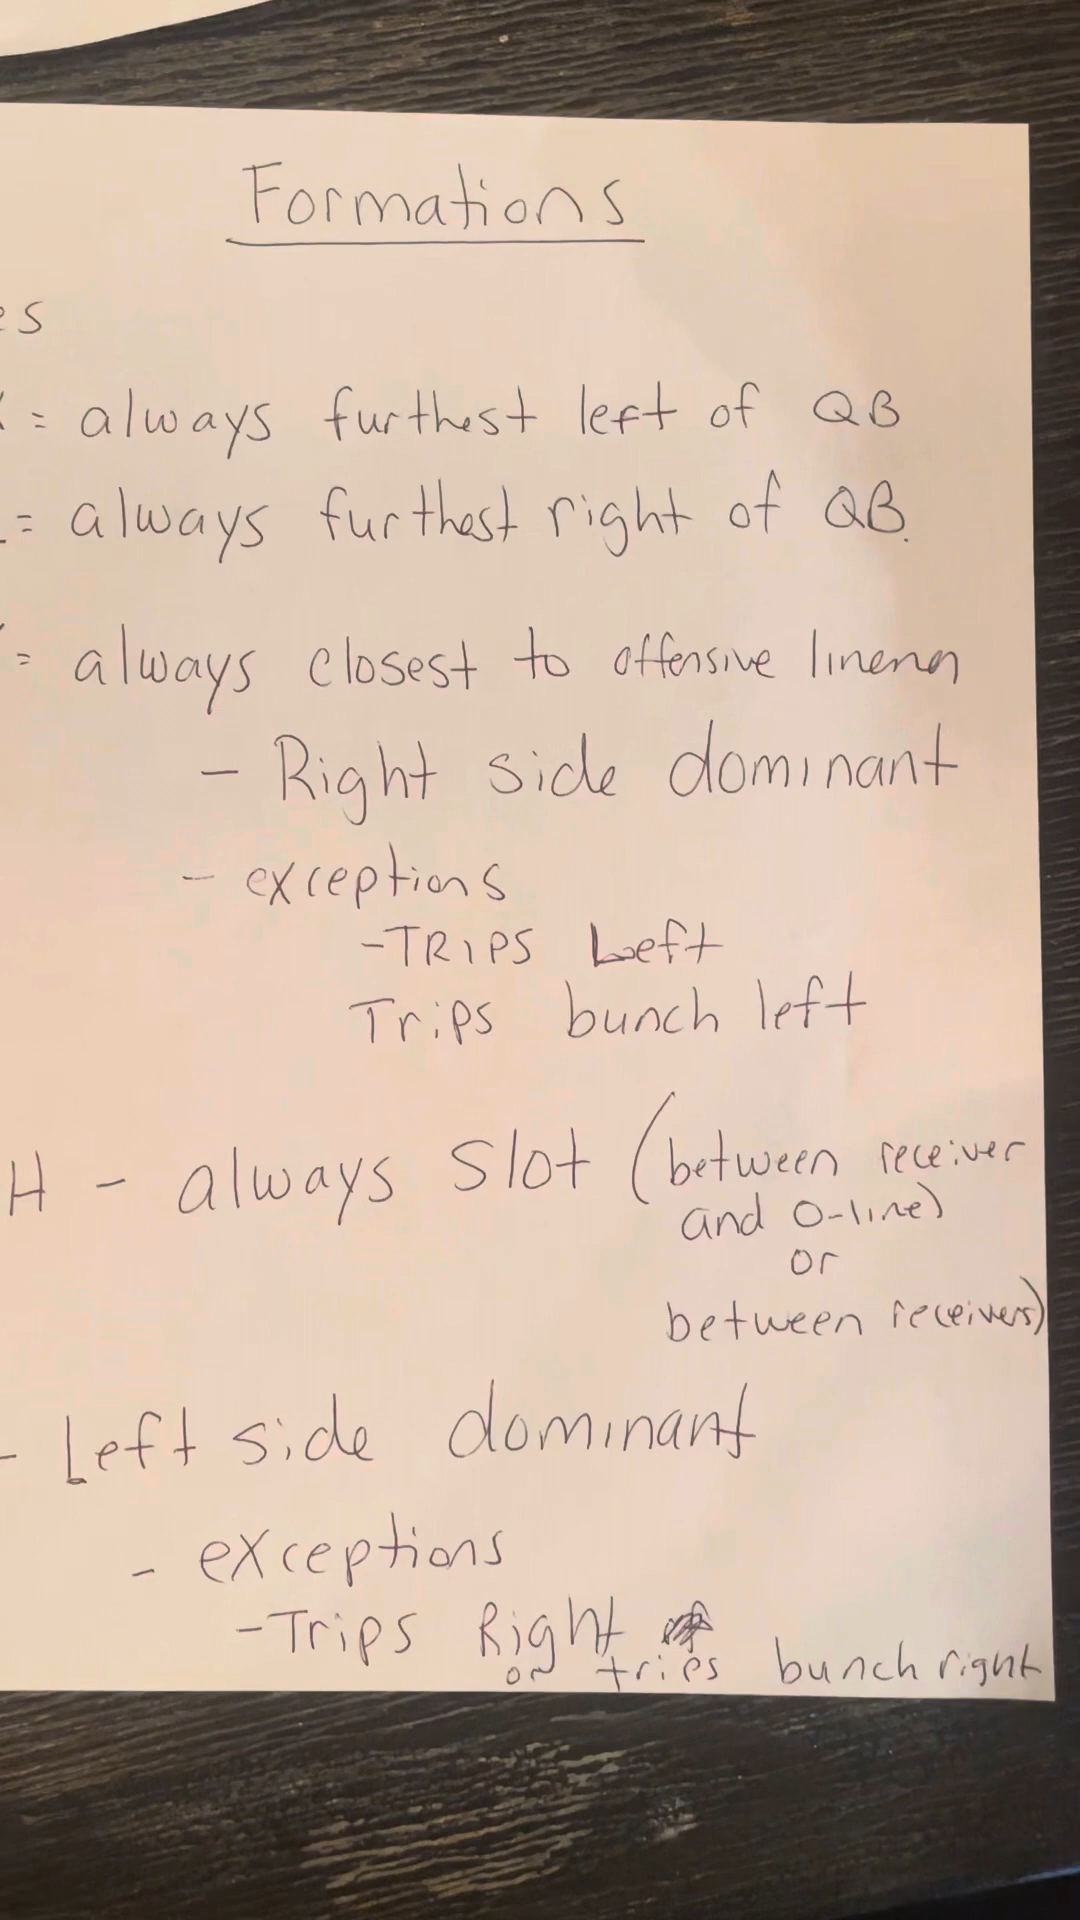 Formations
es
= always furthest left of QB
= always furthest right of QB.
= always closest to offensive linemen
- Right side dominant
- exceptions
-TRIPS Left
Trips bunch left
H - always Slot (between receiver
and O-line)
or
between receivers)
- Left side dominant
- exceptions
-Trips Right
or trips bunch right